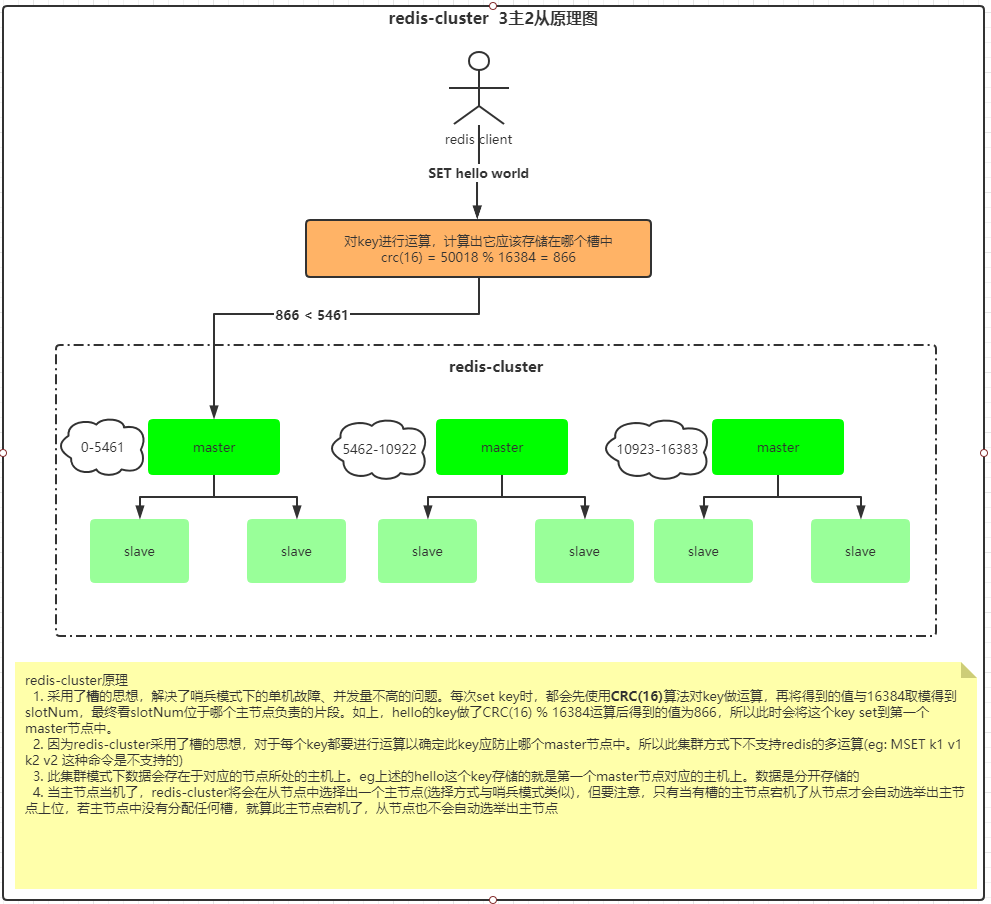 redis-cluster  3主2从原理图
redis client
SET hello world
对key进行运算，计算出它应该存储在哪个槽中
crc(16) = 50018 % 16384 = 866
866 < 5461
redis-cluster
0-5461
master
5462-10922
master
10923-16383
master
slave
slave
slave
slave
slave
slave
redis-cluster原理
1. 采用了槽的思想，解决了哨兵模式下的单机故障、并发量不高的问题。每次set key时，都会先使用CRC(16)算法对key做运算，再将得到的值与16384取模得到
slotNum，最终看slotNum位于哪个主节点负责的片段。如上，hello的key做了CRC(16) % 16384运算后得到的值为866，所以此时会将这个key set到第一个
master节点中。
2. 因为redis-cluster采用了槽的思想，对于每个key都要进行运算以确定此key应防止哪个master节点中。所以此集群方式下不支持redis的多运算(eg: MSET k1 v1
k2 v2 这种命令是不支持的)
3. 此集群模式下数据会存在于对应的节点所处的主机上。eg上述的hello这个key存储的就是第一个master节点对应的主机上。数据是分开存储的
4. 当主节点当机了，redis-cluster将会在从节点中选择出一个主节点(选择方式与哨兵模式类似)，但要注意，只有当有槽的主节点宕机了从节点才会自动选举出主节
点上位，若主节点中没有分配任何槽，就算此主节点宕机了，从节点也不会自动选举出主节点